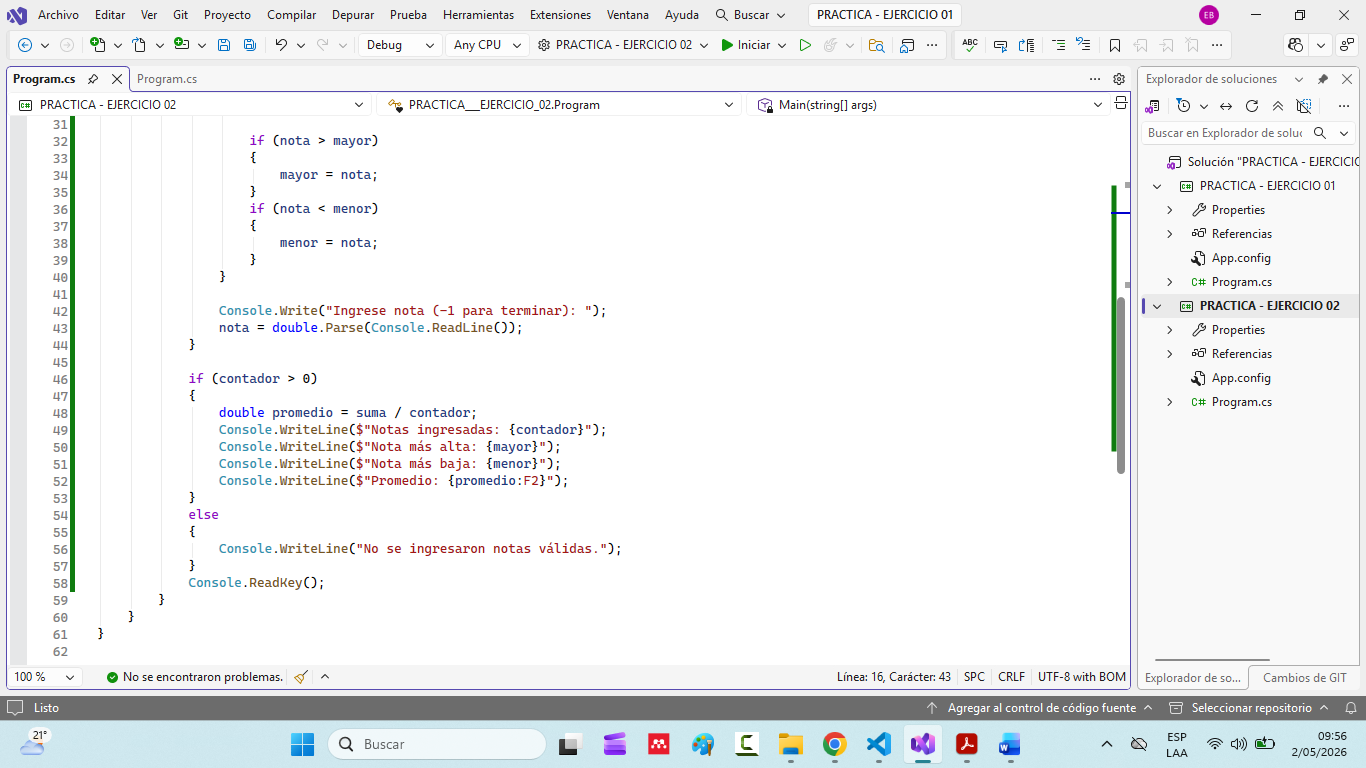 Archivo Editar Ver Git Proyecto Compilar Depurar Prueba Herramientas Extensiones Ventana Ayuda Buscar PRACTICA - EJERCICIO 01 EB
Debug Any CPU PRACTICA - EJERCICIO 02 Iniciar
Program.cs Program.cs
PRACTICA - EJERCICIO 02 PRACTICA___EJERCICIO_02.Program Main(string[] args)
31
32 if (nota > mayor)
33 {
34 mayor = nota;
35 }
36 if (nota < menor)
37 {
38 menor = nota;
39 }
40 }
41
42 Console.Write("Ingrese nota (-1 para terminar): ");
43 nota = double.Parse(Console.ReadLine());
44 }
45
46 if (contador > 0)
47 {
48 double promedio = suma / contador;
49 Console.WriteLine($"Notas ingresadas: {contador}");
50 Console.WriteLine($"Nota más alta: {mayor}");
51 Console.WriteLine($"Nota más baja: {menor}");
52 Console.WriteLine($"Promedio: {promedio:F2}");
53 }
54 else
55 {
56 Console.WriteLine("No se ingresaron notas válidas.");
57 }
58 Console.ReadKey();
59 }
60 }
61 }
62
100 % No se encontraron problemas. Línea: 16, Carácter: 43 SPC CRLF UTF-8 with BOM
Explorador de soluciones
Buscar en Explorador de soluc
Solución "PRACTICA - EJERCICIO
PRACTICA - EJERCICIO 01
Properties
Referencias
App.config
C# Program.cs
PRACTICA - EJERCICIO 02
Properties
Referencias
App.config
C# Program.cs
Explorador de so... Cambios de GIT
Listo Agregar al control de código fuente Seleccionar repositorio
21° Buscar ESP LAA 09:56 2/05/2026